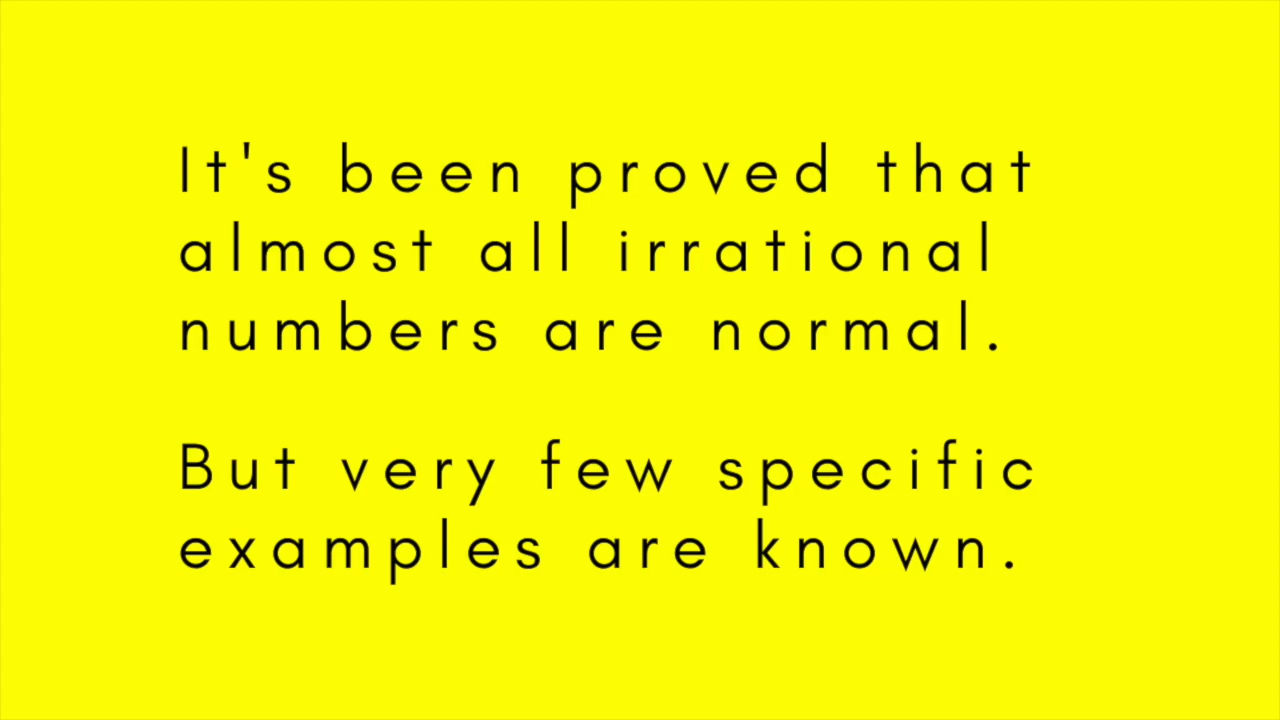 It's been proved that
almost all irrational
numbers are normal.
But very few specific
examples are known.